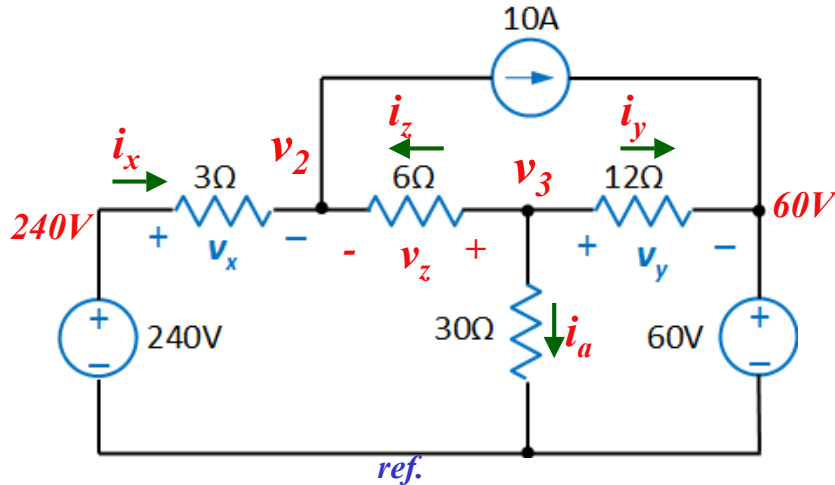 10A
i_x v_2 i_z i_y
3Ω 6Ω v_3 12Ω
240V 60V
+ v_x − - v_z + + v_y −
+ − 240V 30Ω i_a 60V + −
ref.